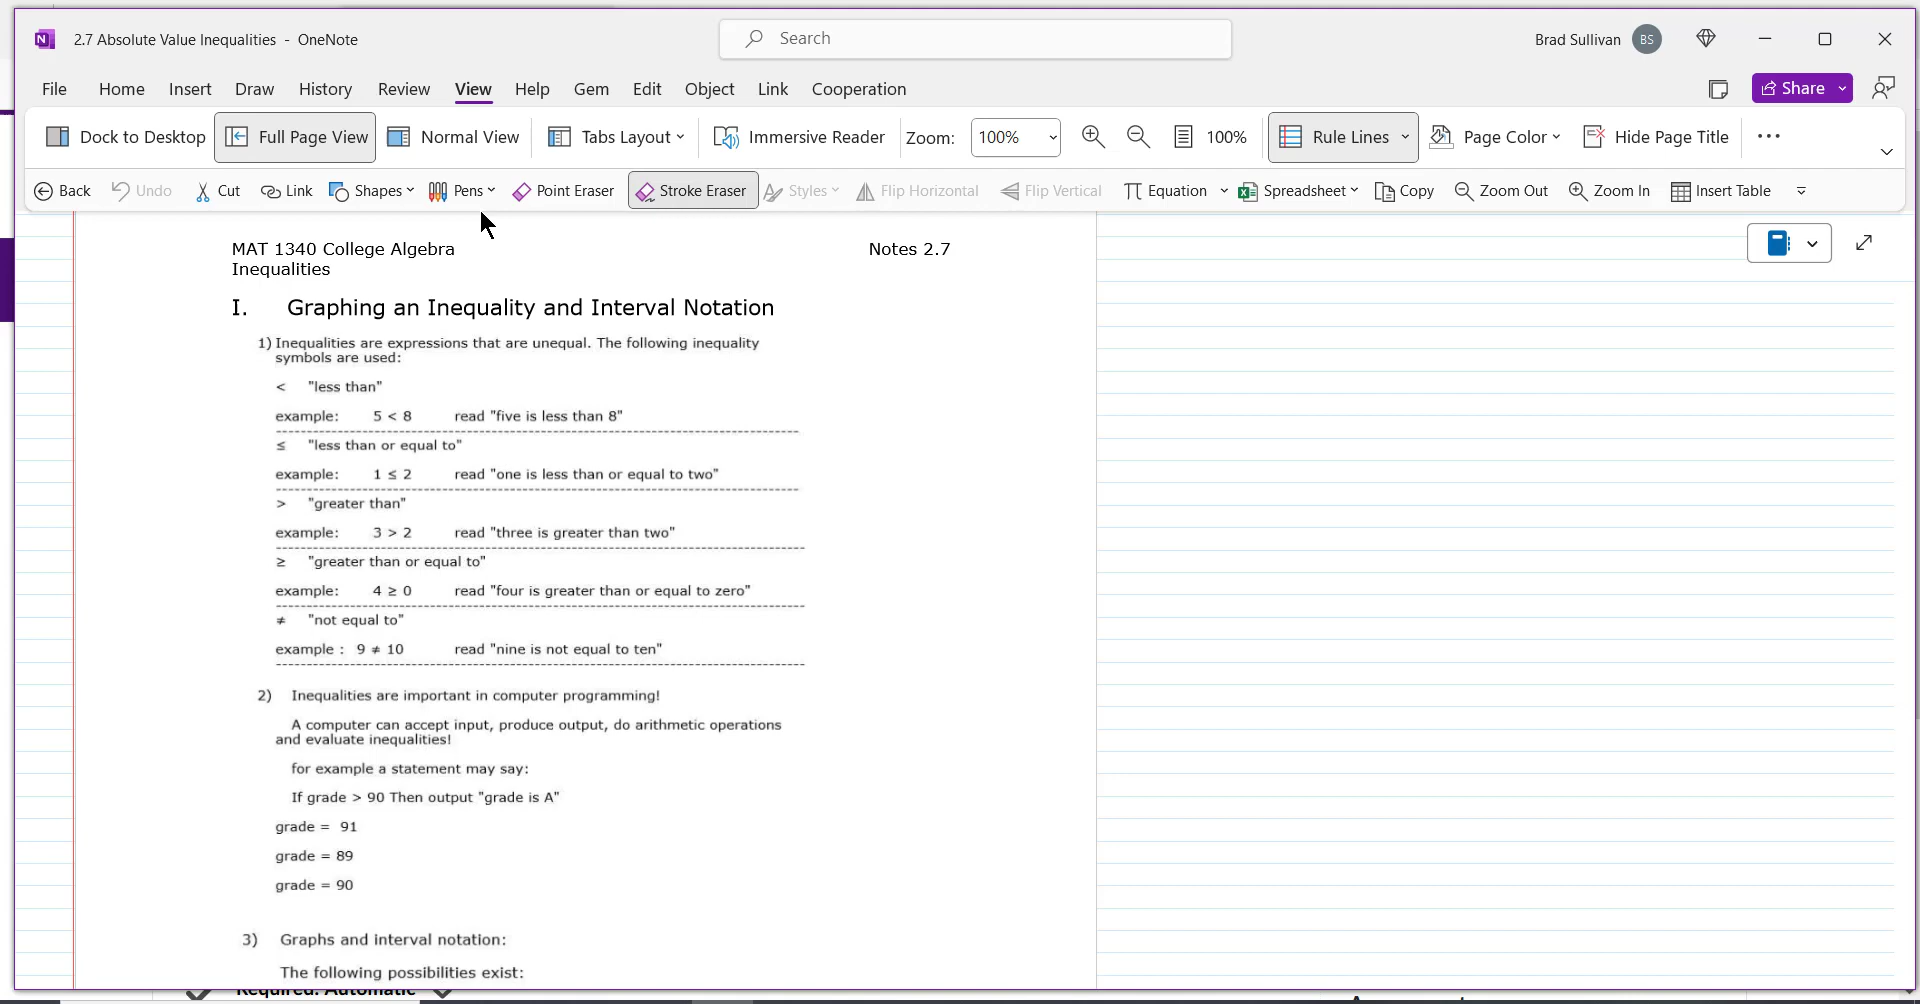 2.7 Absolute Value Inequalities - OneNote
Search
Brad Sullivan BS
File Home Insert Draw History Review View Help Gem Edit Object Link Cooperation Share
Dock to Desktop Full Page View Normal View Tabs Layout Immersive Reader Zoom: 100% 100% Rule Lines Page Color Hide Page Title
Back Undo Cut Link Shapes Pens Point Eraser Stroke Eraser Styles Flip Horizontal Flip Vertical Equation Spreadsheet Copy Zoom Out Zoom In Insert Table
MAT 1340 College Algebra Notes 2.7
Inequalities
I. Graphing an Inequality and Interval Notation
1) Inequalities are expressions that are unequal. The following inequality
symbols are used:
< "less than"
example: 5 < 8 read "five is less than 8"
≤ "less than or equal to"
example: 1 ≤ 2 read "one is less than or equal to two"
> "greater than"
example: 3 > 2 read "three is greater than two"
≥ "greater than or equal to"
example: 4 ≥ 0 read "four is greater than or equal to zero"
≠ "not equal to"
example : 9 ≠ 10 read "nine is not equal to ten"
2) Inequalities are important in computer programming!
A computer can accept input, produce output, do arithmetic operations
and evaluate inequalities!
for example a statement may say:
If grade > 90 Then output "grade is A"
grade = 91
grade = 89
grade = 90
3) Graphs and interval notation:
The following possibilities exist:
Required: Automatic